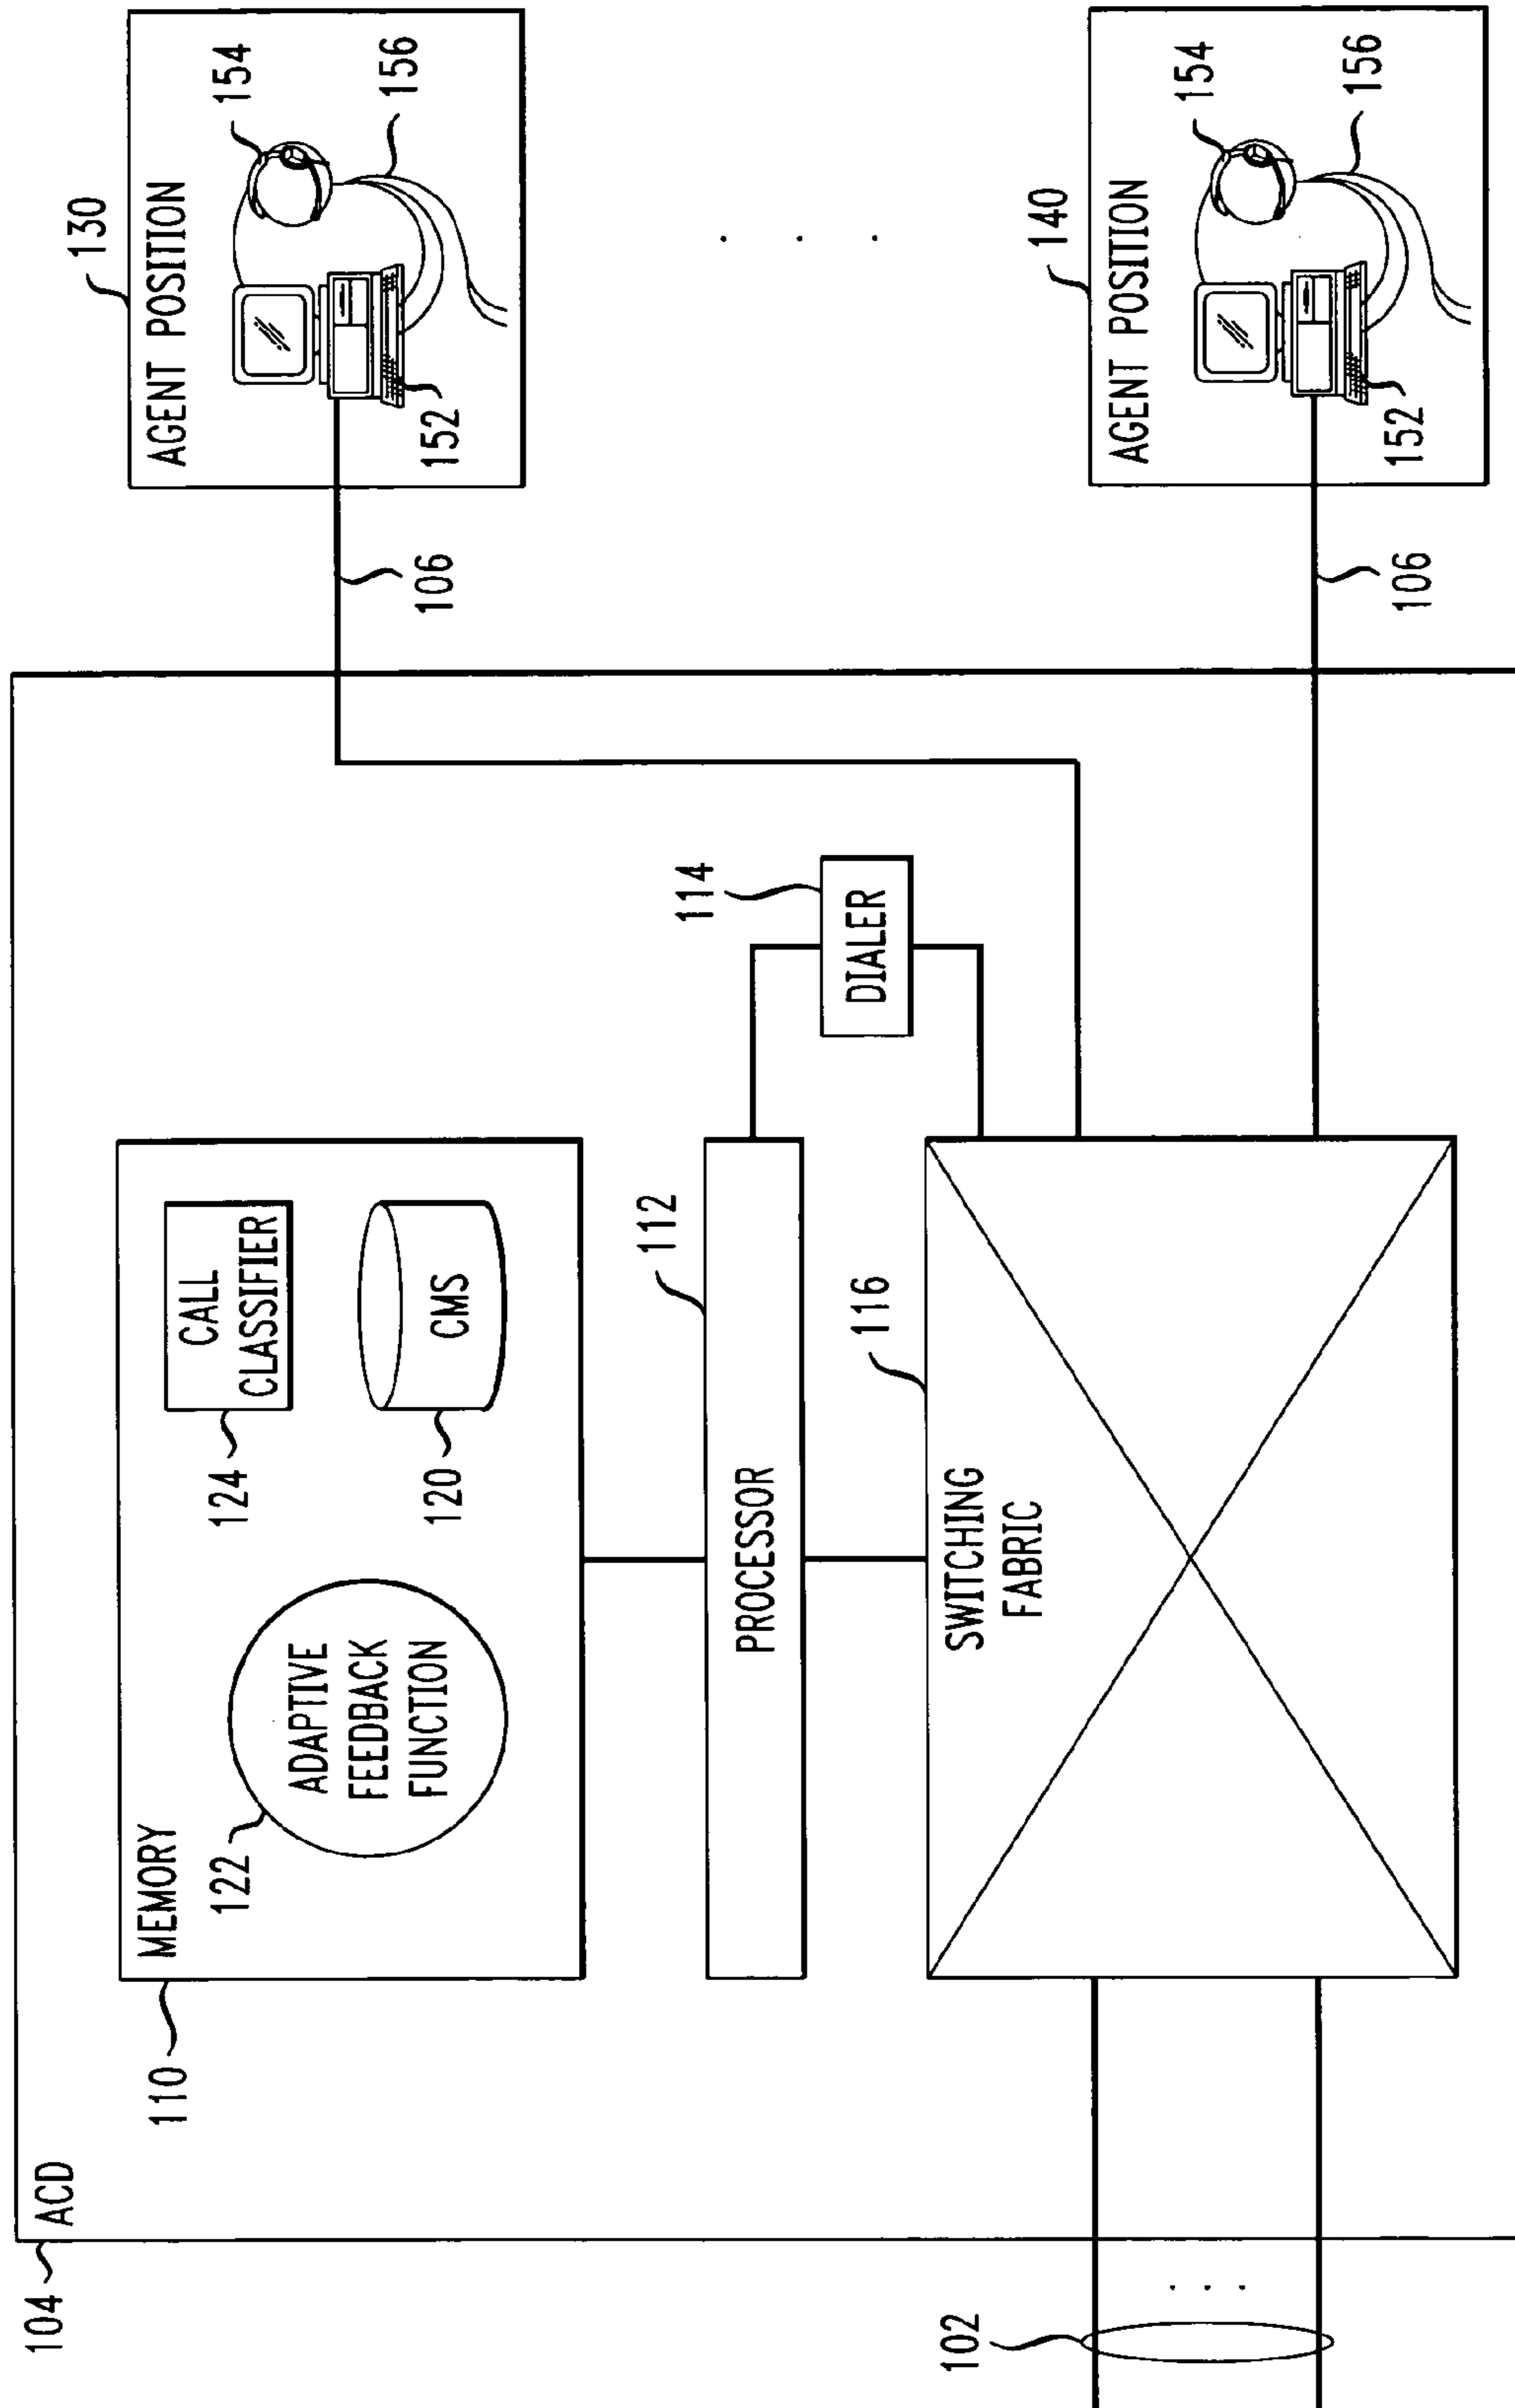 104
ACD
110
MEMORY
122
ADAPTIVE
FEEDBACK
FUNCTION
124
CALL
CLASSIFIER
120
CMS
112
PROCESSOR
114
DIALER
116
SWITCHING
FABRIC
102
106
130
AGENT POSITION
154
156
152
106
140
AGENT POSITION
154
156
152